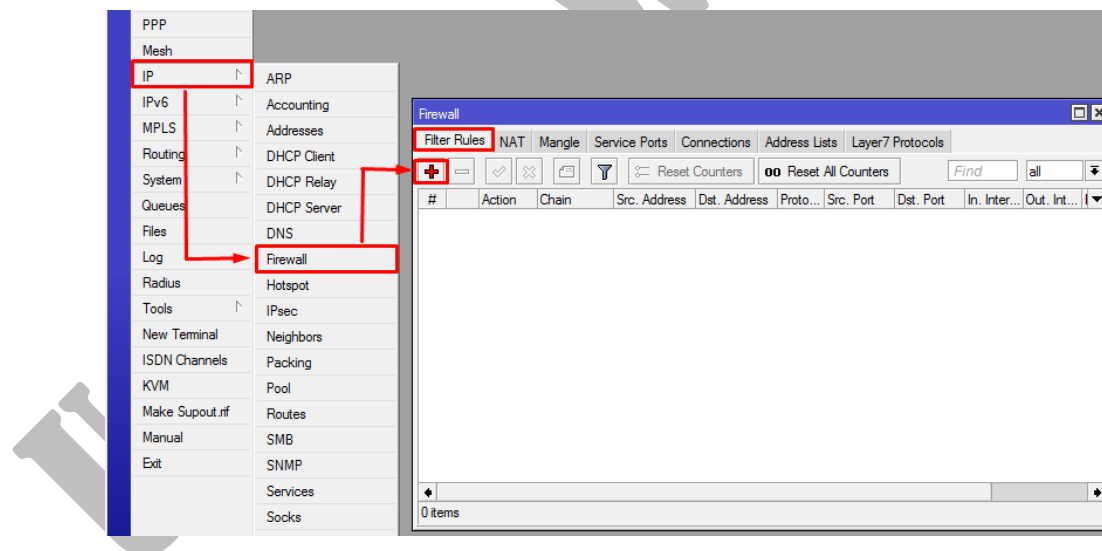 PPP
Mesh
IP
IPv6
MPLS
Routing
System
Queues
Files
Log
Radius
Tools
New Terminal
ISDN Channels
KVM
Make Supout.rif
Manual
Exit
ARP
Accounting
Addresses
DHCP Client
DHCP Relay
DHCP Server
DNS
Firewall
Hotspot
IPsec
Neighbors
Packing
Pool
Routes
SMB
SNMP
Services
Socks
Firewall
Filter Rules NAT Mangle Service Ports Connections Address Lists Layer7 Protocols
Reset Counters 00 Reset All Counters Find all
# Action Chain Src. Address Dst. Address Proto... Src. Port Dst. Port In. Inter... Out. Int...
0 items